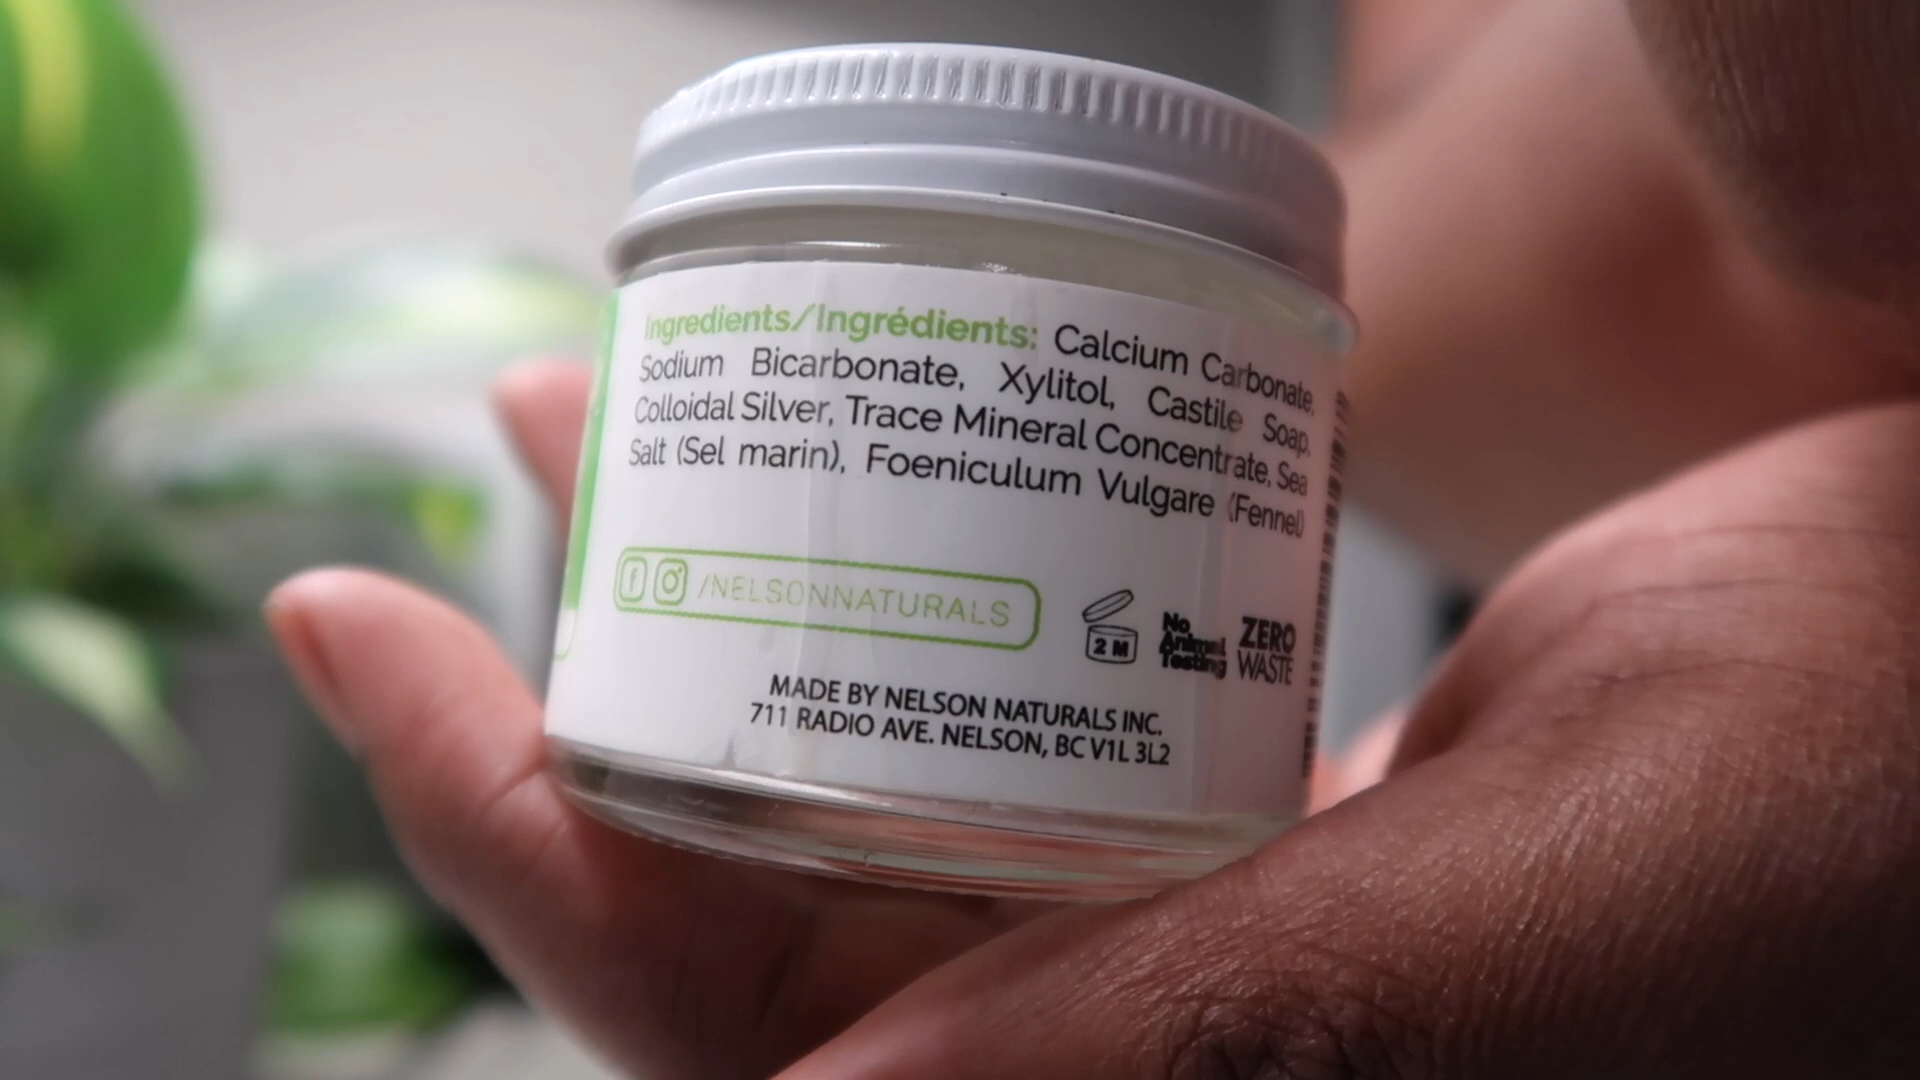 Ingredients/Ingrédients: Calcium Carbonate,
Sodium Bicarbonate, Xylitol, Castile Soap,
Colloidal Silver, Trace Mineral Concentrate, Sea
Salt (Sel marin), Foeniculum Vulgare (Fennel)
/NELSONNATURALS
2 M
No
Animal
Testing
ZERO
WASTE
MADE BY NELSON NATURALS INC.
711 RADIO AVE. NELSON, BC V1L 3L2